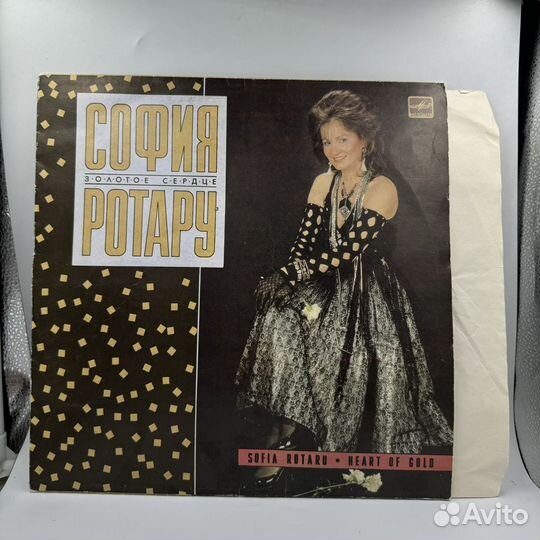 СОФИЯ
ЗОЛОТОЕ СЕРДЦЕ
РОТАРУ
SOFIA ROTARU • HEART OF GOLD
Avito